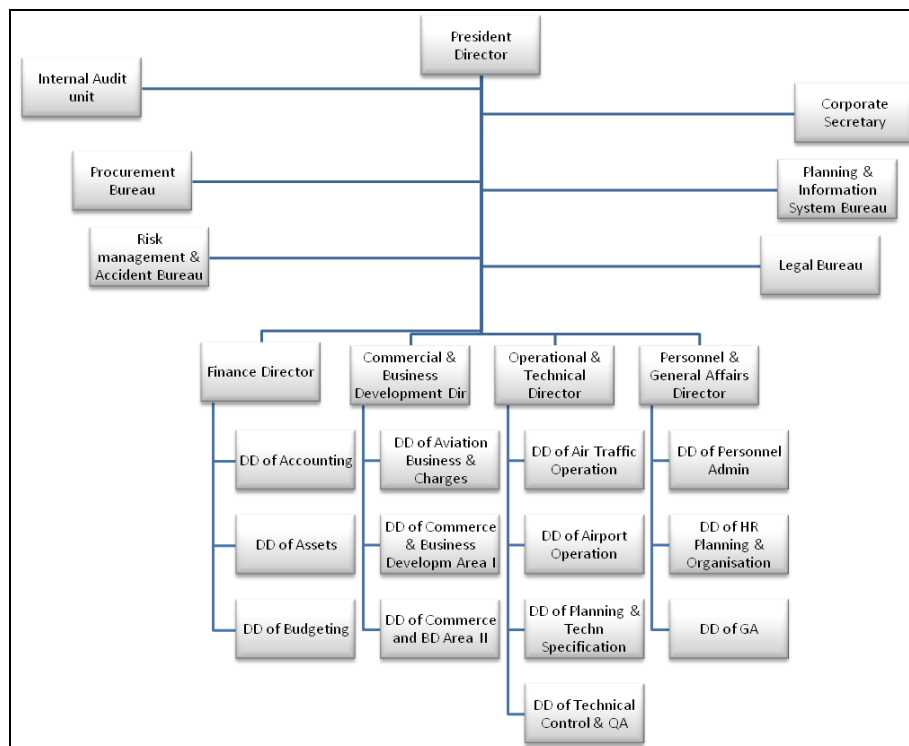 President
Director
Internal Audit
unit
Corporate
Secretary
Procurement
Bureau
Planning &
Information
System Bureau
Risk
management &
Accident Bureau
Legal Bureau
Finance Director
Commercial &
Business
Development Dir
Operational &
Technical
Director
Personnel &
General Affairs
Director
DD of Accounting
DD of Aviation
Business &
Charges
DD of Air Traffic
Operation
DD of Personnel
Admin
DD of Assets
DD of Commerce
& Business
Developm Area I
DD of Airport
Operation
DD of HR
Planning &
Organisation
DD of Budgeting
DD of Commerce
and BD Area II
DD of Planning &
Techn
Specification
DD of GA
DD of Technical
Control & QA